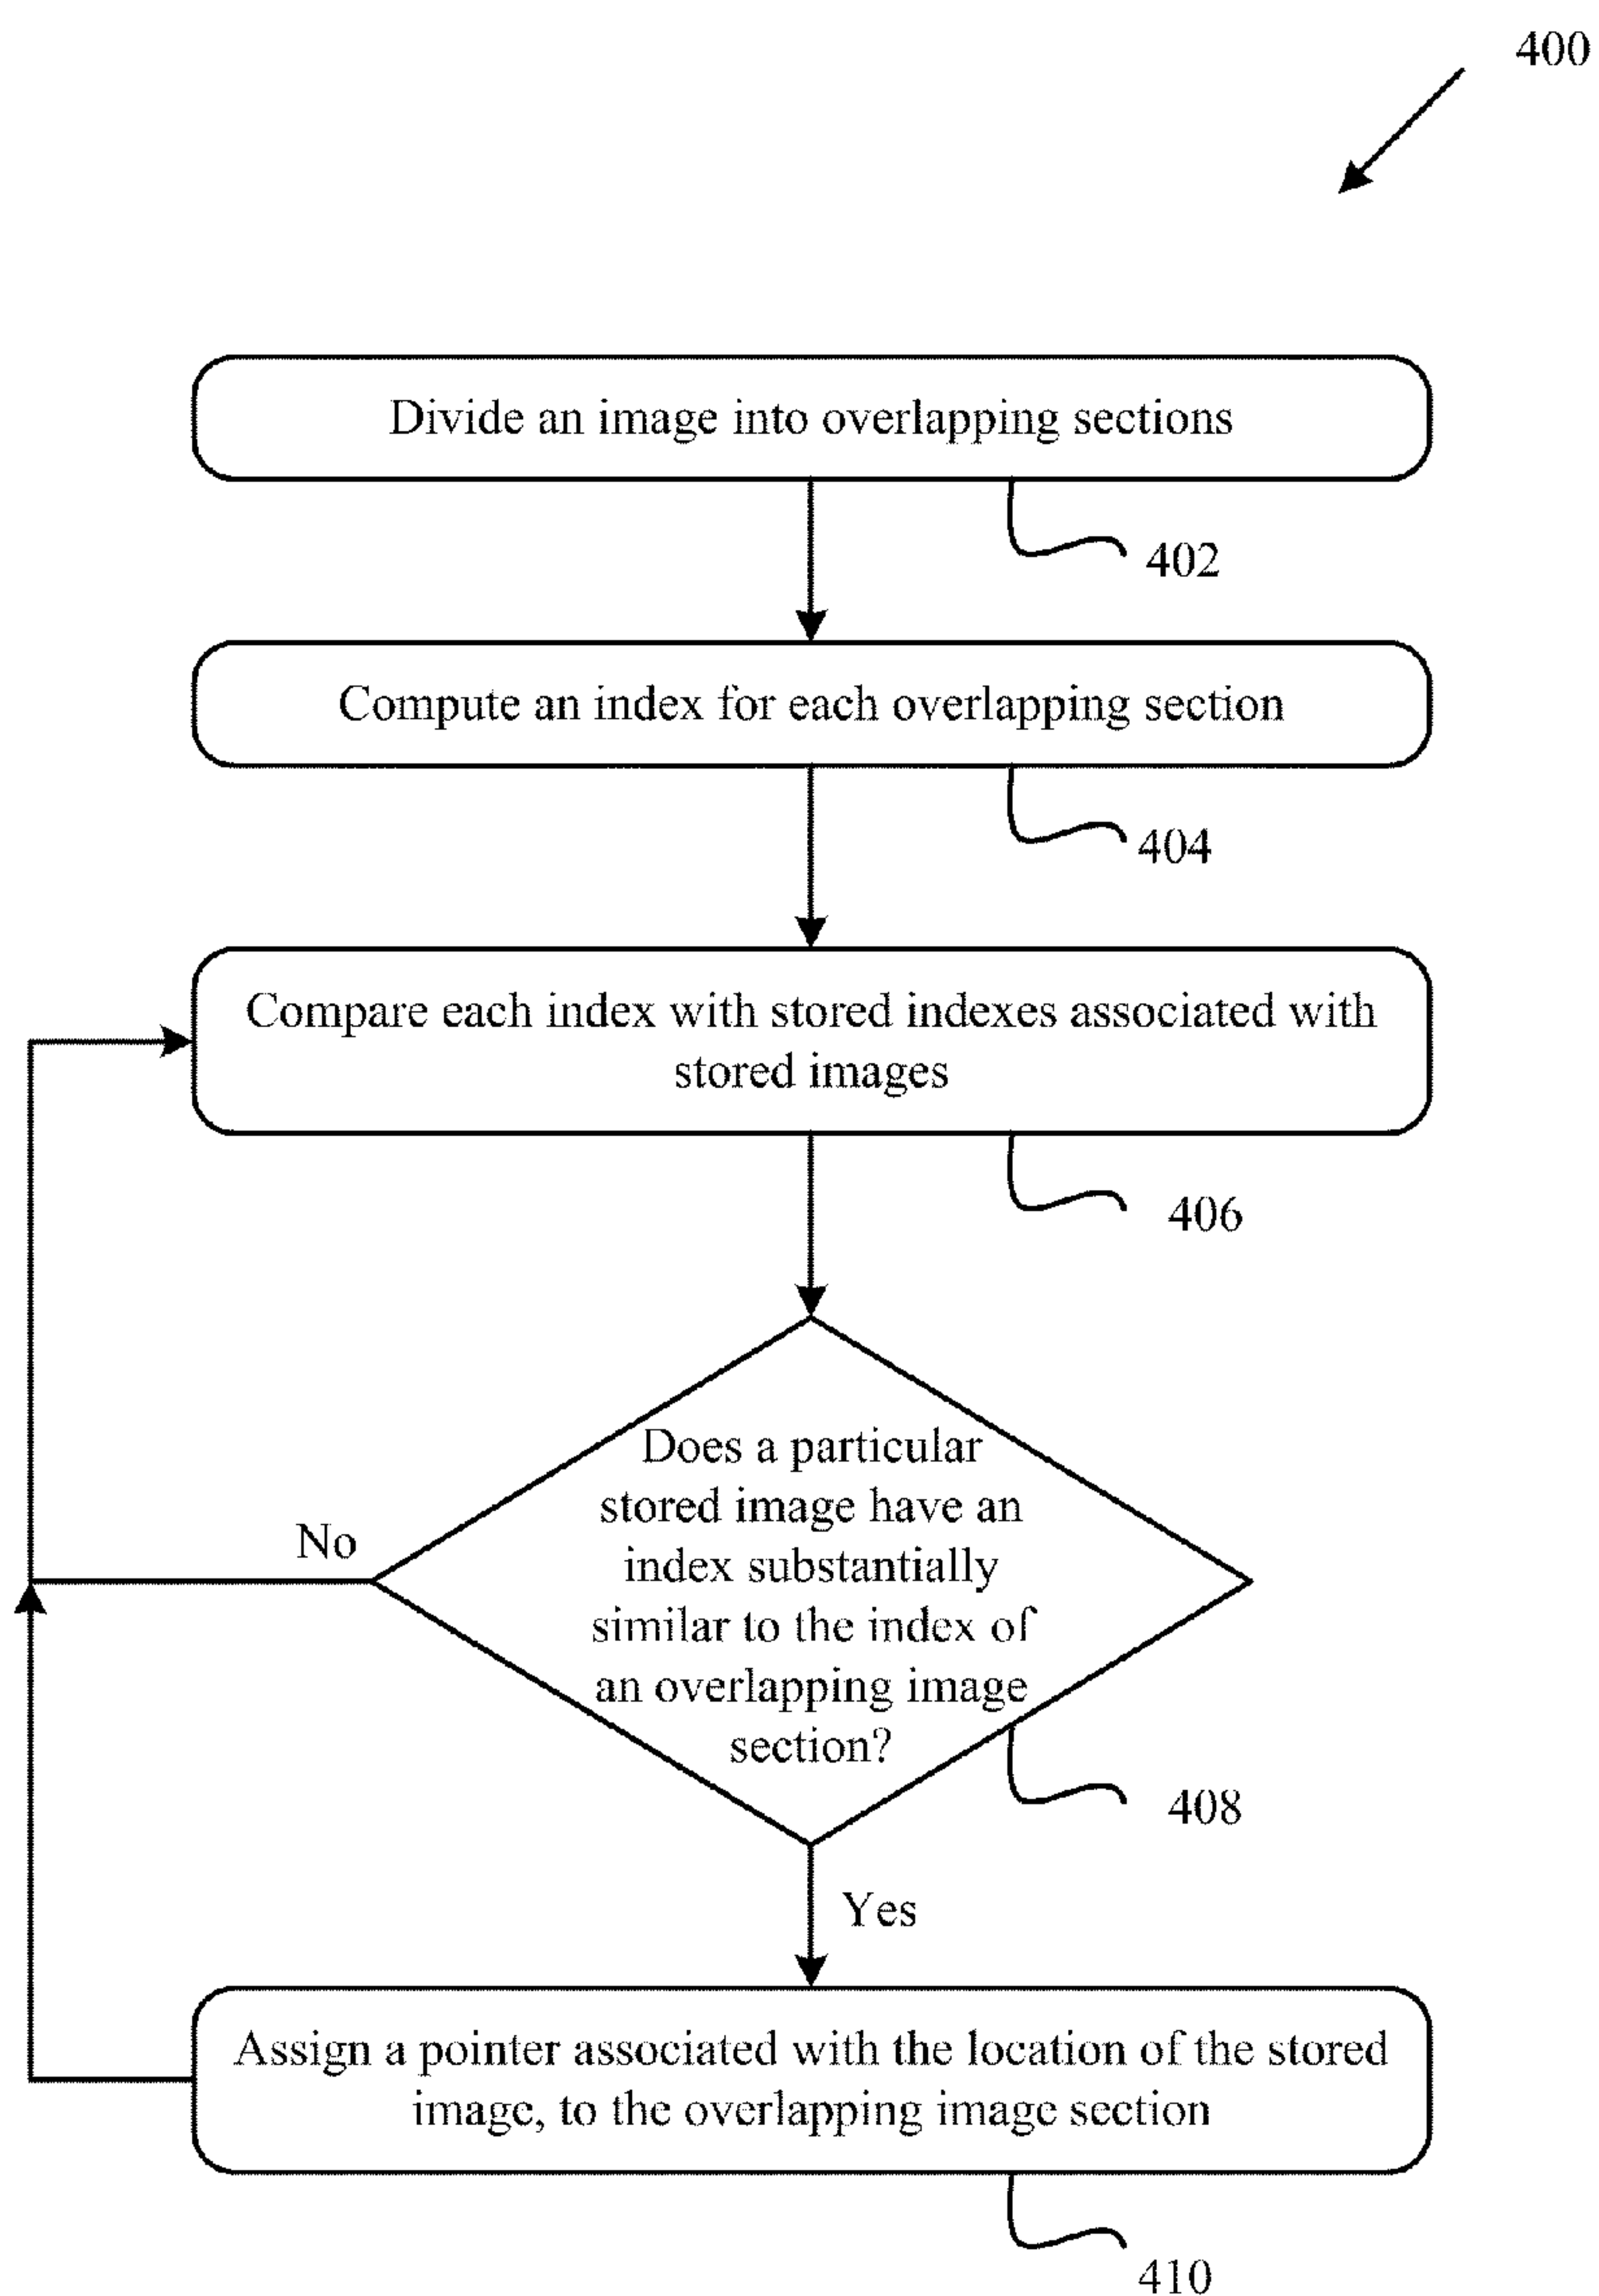 400
Divide an image into overlapping sections
402
Compute an index for each overlapping section
404
Compare each index with stored indexes associated with
stored images
406
Does a particular
stored image have an
index substantially
similar to the index of
an overlapping image
section?
No
408
Yes
Assign a pointer associated with the location of the stored
image, to the overlapping image section
410